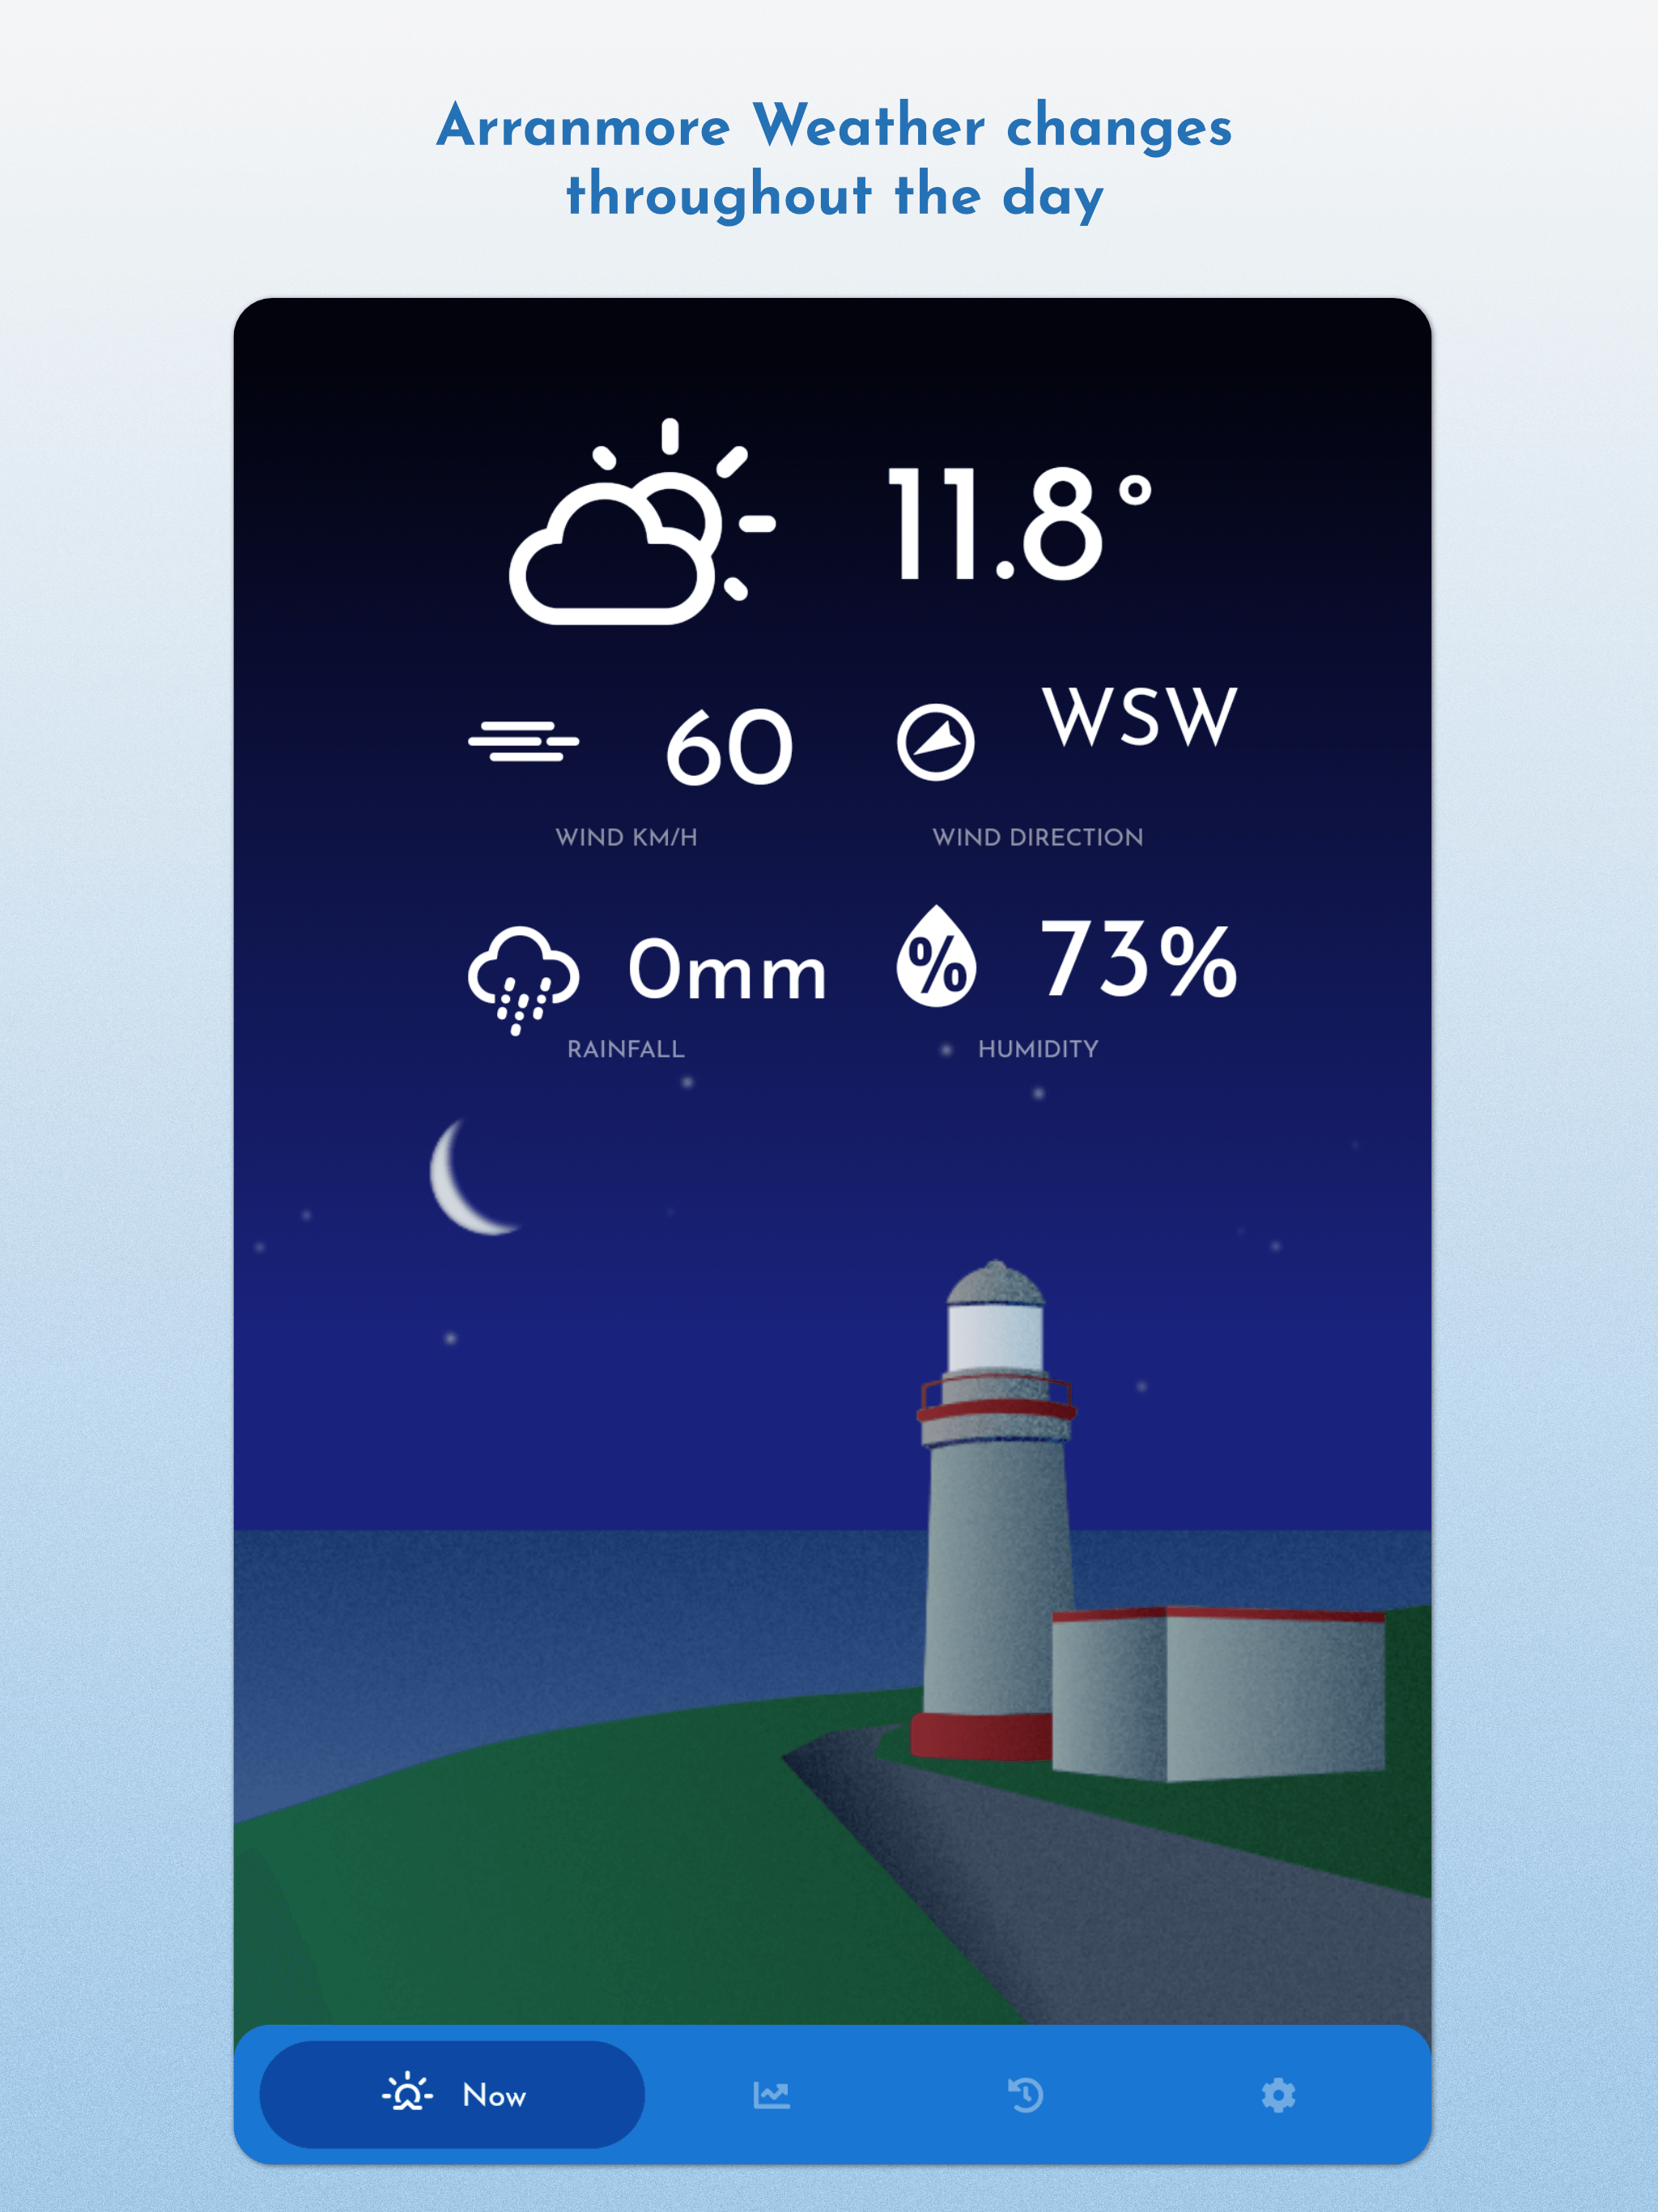 Arranmore Weather changes
throughout the day
11.8°
60
WSW
WIND KM/H
WIND DIRECTION
0mm
%
73%
RAINFALL
HUMIDITY
Now